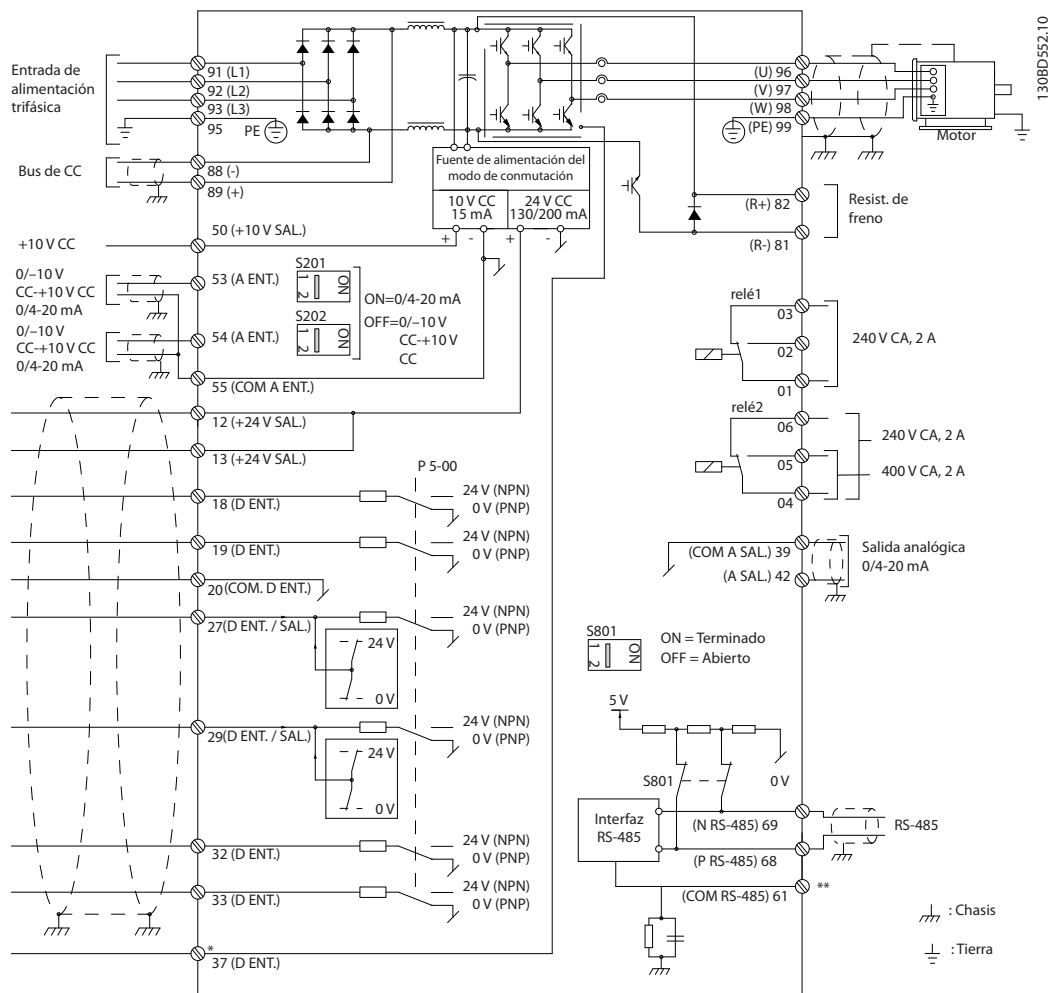 130BD552.10
Entrada de
alimentación
trifásica
91 (L1)
92 (L2)
93 (L3)
95
PE
Bus de CC
88 (-)
89 (+)
50 (+10 V SAL.)
+10 V CC
0/–10 V
CC-+10 V CC
0/4-20 mA
53 (A ENT.)
0/–10 V
CC-+10 V CC
0/4-20 mA
54 (A ENT.)
55 (COM A ENT.)
S201
1 2
ON
S202
1 2
ON
ON=0/4-20 mA
OFF=0/–10 V
CC-+10 V
CC
Fuente de alimentación del
modo de conmutación
10 V CC
15 mA
24 V CC
130/200 mA
+ - + -
(U) 96
(V) 97
(W) 98
(PE) 99
Motor
(R+) 82
(R-) 81
Resist. de
freno
relé1
03
02
01
240 V CA, 2 A
relé2
06
05
04
240 V CA, 2 A
400 V CA, 2 A
(COM A SAL.) 39
(A SAL.) 42
Salida analógica
0/4-20 mA
12 (+24 V SAL.)
13 (+24 V SAL.)
P 5-00
18 (D ENT.)
24 V (NPN)
0 V (PNP)
19 (D ENT.)
24 V (NPN)
0 V (PNP)
20 (COM. D ENT.)
27 (D ENT. / SAL.)
24 V (NPN)
0 V (PNP)
24 V
0 V
29 (D ENT. / SAL.)
24 V (NPN)
0 V (PNP)
24 V
0 V
32 (D ENT.)
24 V (NPN)
0 V (PNP)
33 (D ENT.)
24 V (NPN)
0 V (PNP)
*
37 (D ENT.)
S801
1 2
ON
ON = Terminado
OFF = Abierto
5 V
S801
0 V
Interfaz
RS-485
(N RS-485) 69
(P RS-485) 68
(COM RS-485) 61
**
RS-485
: Chasis
: Tierra